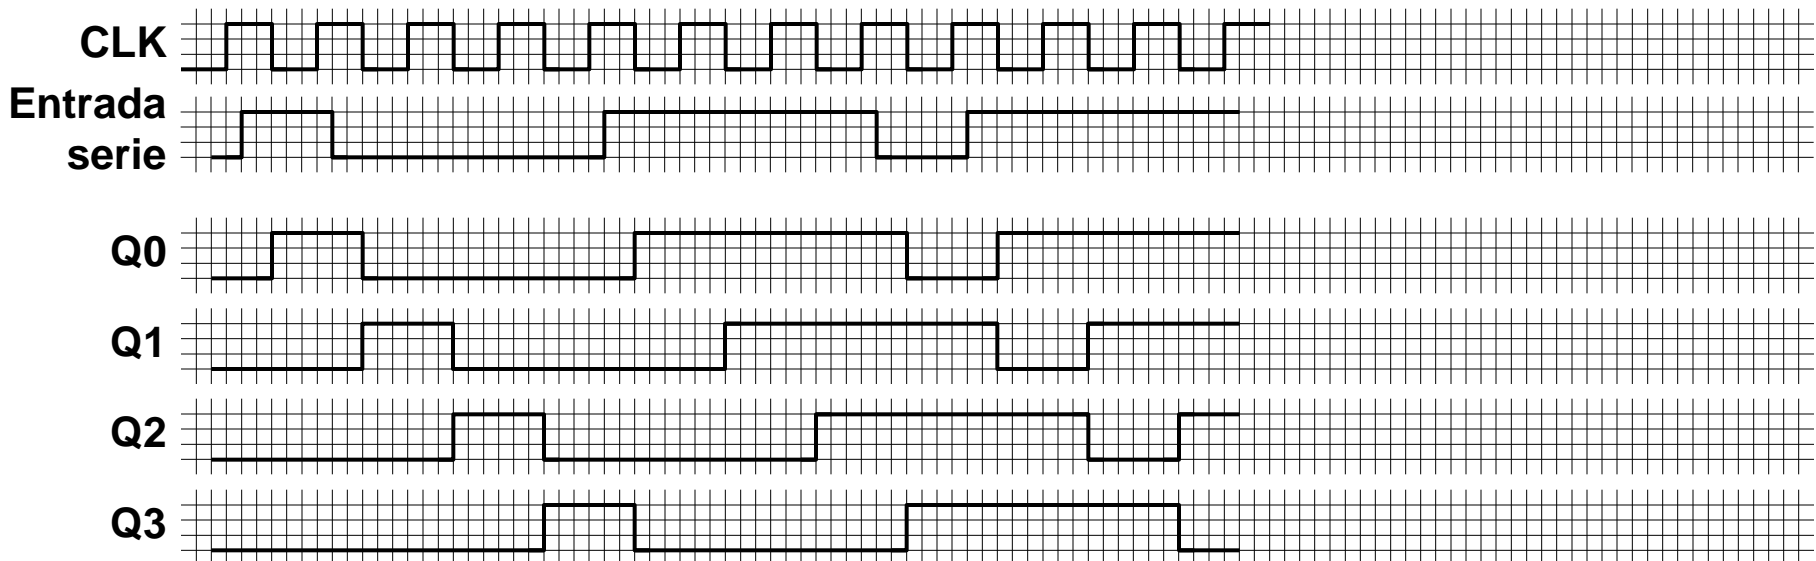 CLK
Entrada
serie
Q0
Q1
Q2
Q3